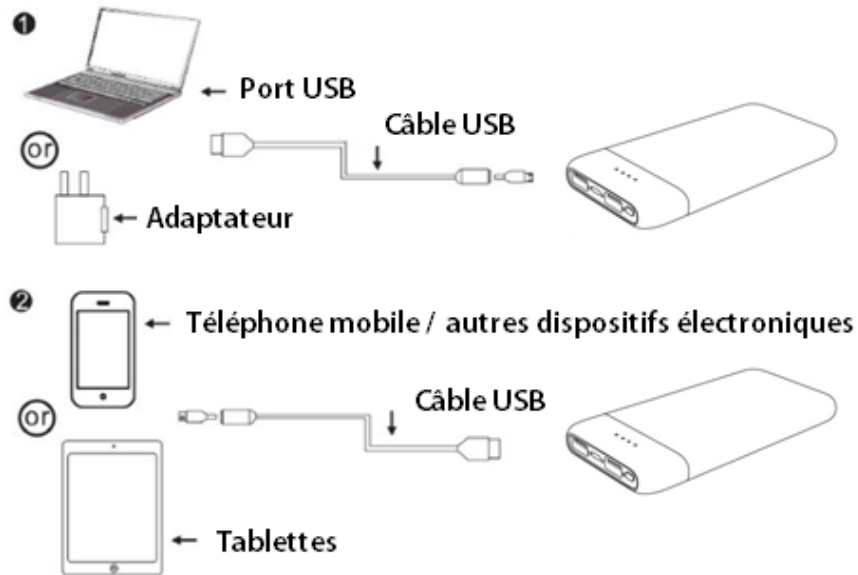 ❶
Port USB
Câble USB
or
Adaptateur
❷
Téléphone mobile / autres dispositifs électroniques
Câble USB
or
Tablettes